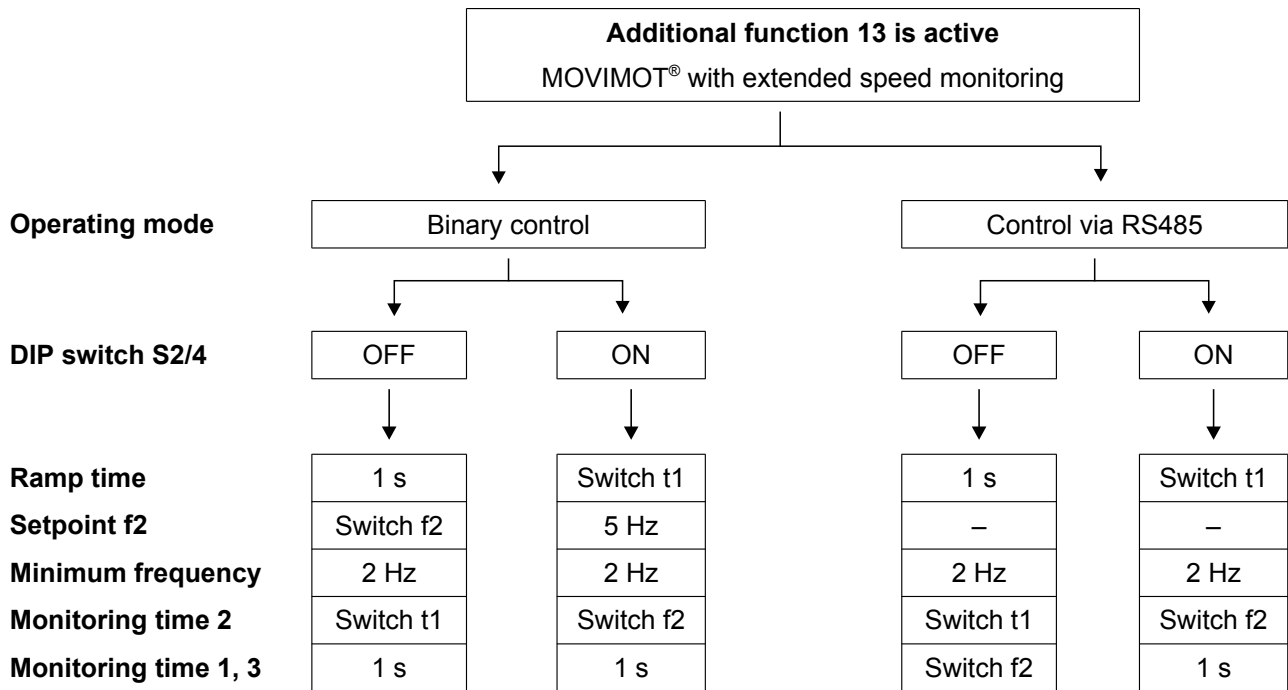 Additional function 13 is active
MOVIMOT® with extended speed monitoring
Operating mode Binary control Control via RS485
DIP switch S2/4 OFF ON OFF ON
Ramp time 1 s Switch t1 1 s Switch t1
Setpoint f2 Switch f2 5 Hz – –
Minimum frequency 2 Hz 2 Hz 2 Hz 2 Hz
Monitoring time 2 Switch t1 Switch f2 Switch t1 Switch f2
Monitoring time 1, 3 1 s 1 s Switch f2 1 s